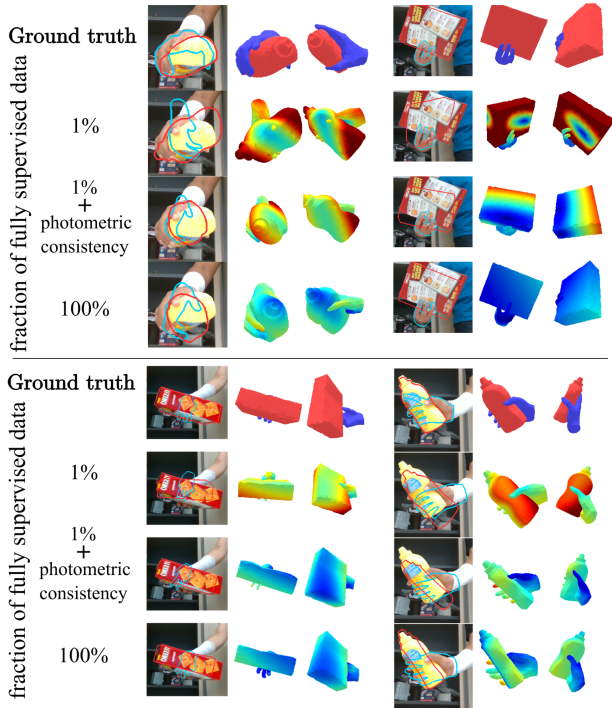 Ground truth
fraction of fully supervised data
1%
1%
+
photometric
consistency
100%
Ground truth
fraction of fully supervised data
1%
1%
+
photometric
consistency
100%